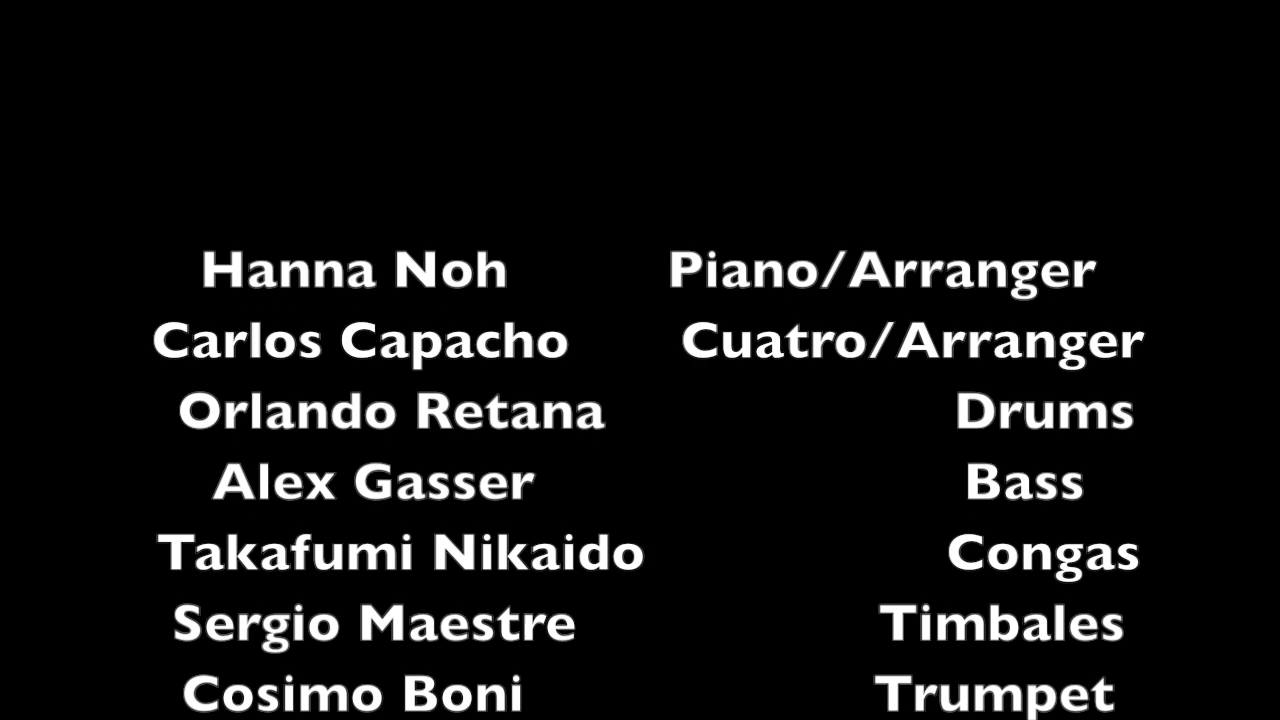 Hanna Noh Piano/Arranger
Carlos Capacho Cuatro/Arranger
Orlando Retana Drums
Alex Gasser Bass
Takafumi Nikaido Congas
Sergio Maestre Timbales
Cosimo Boni Trumpet